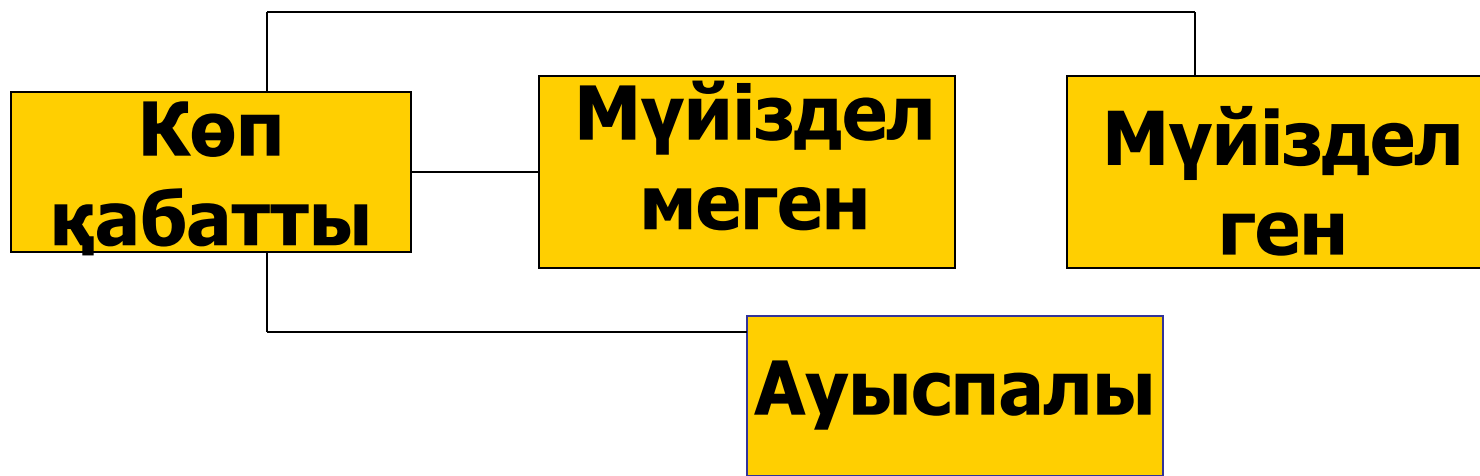 Көп
қабатты
Мүйіздел
меген
Мүйіздел
ген
Ауыспалы